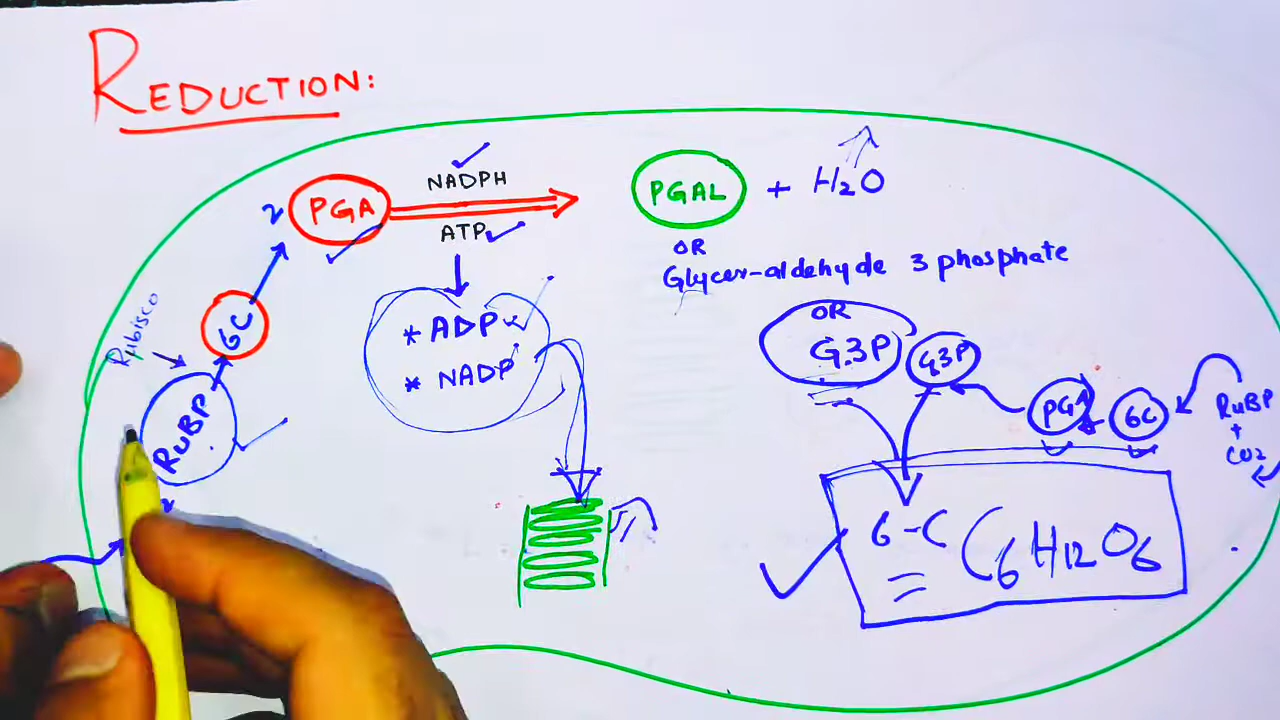 REDUCTION:
NADPH
2 PGA
ATP
PGAL + H2O
OR
Glycer-aldehyde 3 phosphate
OR
G3P
G3P
* ADP
* NADP
6C
Rubisco
RuBP
PGA
6C
RuBP
+
CO2
6-C C6H12O6